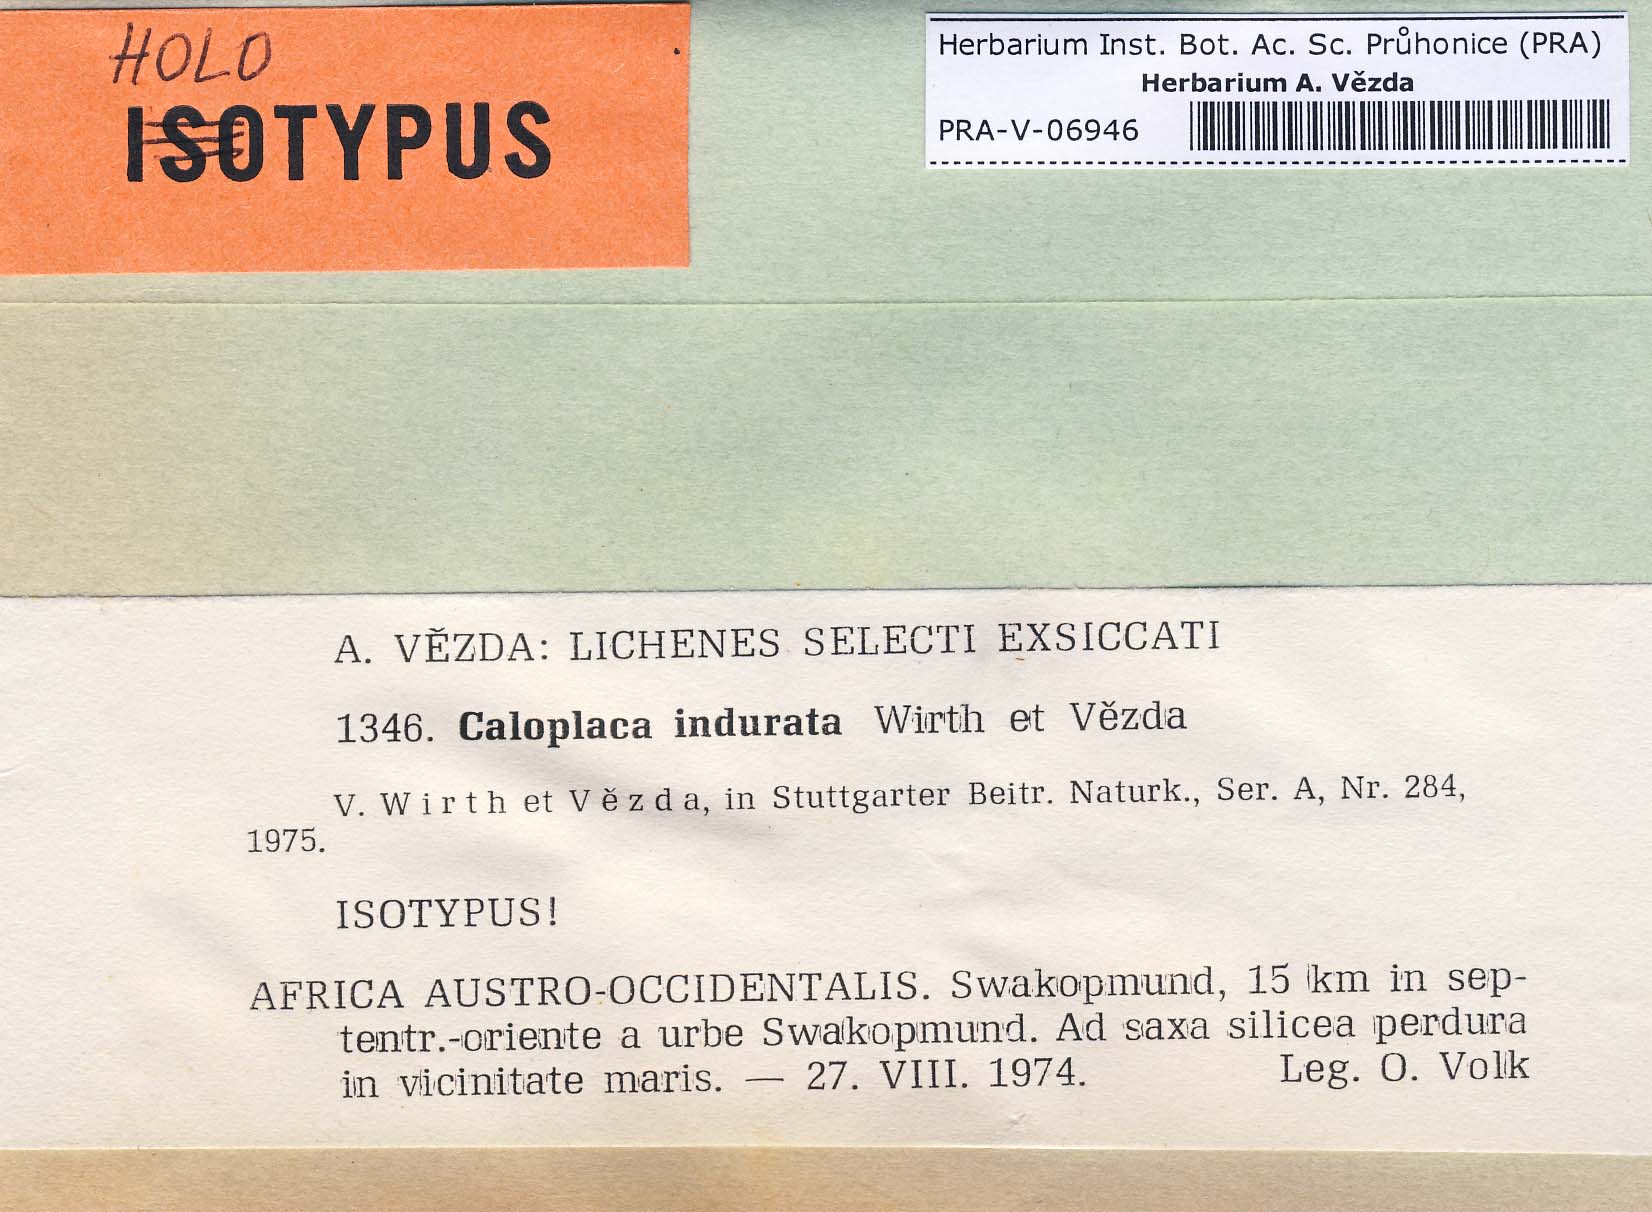 HOLO
ISOTYPUS
Herbarium Inst. Bot. Ac. Sc. Průhonice (PRA)
Herbarium A. Vězda
PRA-V-06946
A. VĚZDA: LICHENES SELECTI EXSICCATI
1346. Caloplaca indurata Wirth et Vězda
V. Wirth et Vězda, in Stuttgarter Beitr. Naturk., Ser. A, Nr. 284,
1975.
ISOTYPUS!
AFRICA AUSTRO-OCCIDENTALIS. Swakopmund, 15 km in sep-
tentr.-oriente a urbe Swakopmund. Ad saxa silicea perdura
in vicinitate maris. — 27. VIII. 1974. Leg. O. Volk